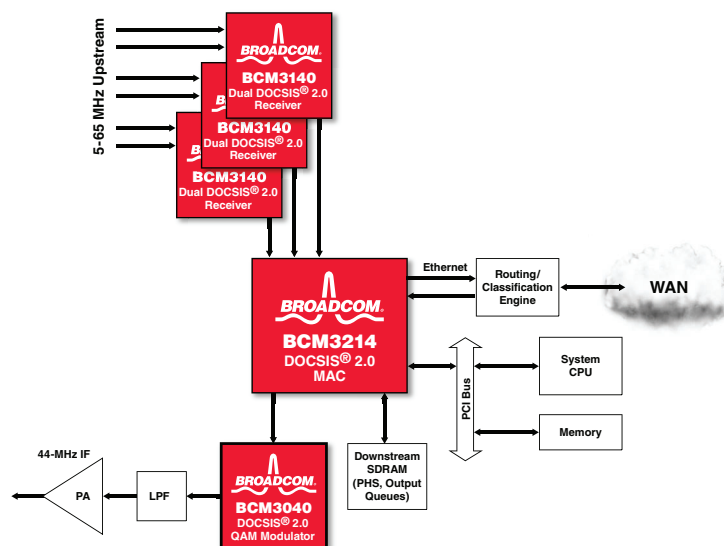 5-65 MHz Upstream
BROADCOM®
BCM3140
Dual DOCSIS® 2.0
Receiver
BCM3140
Dual DOCSIS® 2.0
Receiver
BCM3140
Dual DOCSIS® 2.0
Receiver
BROADCOM®
BCM3214
DOCSIS® 2.0
MAC
Ethernet
Routing/
Classification
Engine
WAN
PCI Bus
System
CPU
Memory
Downstream
SDRAM
(PHS, Output
Queues)
44-MHz IF
PA
LPF
BROADCOM®
BCM3040
DOCSIS® 2.0
QAM Modulator